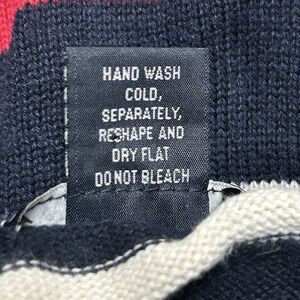 HAND WASH
COLD,
SEPARATELY,
RESHAPE AND
DRY FLAT
DO NOT BLEACH